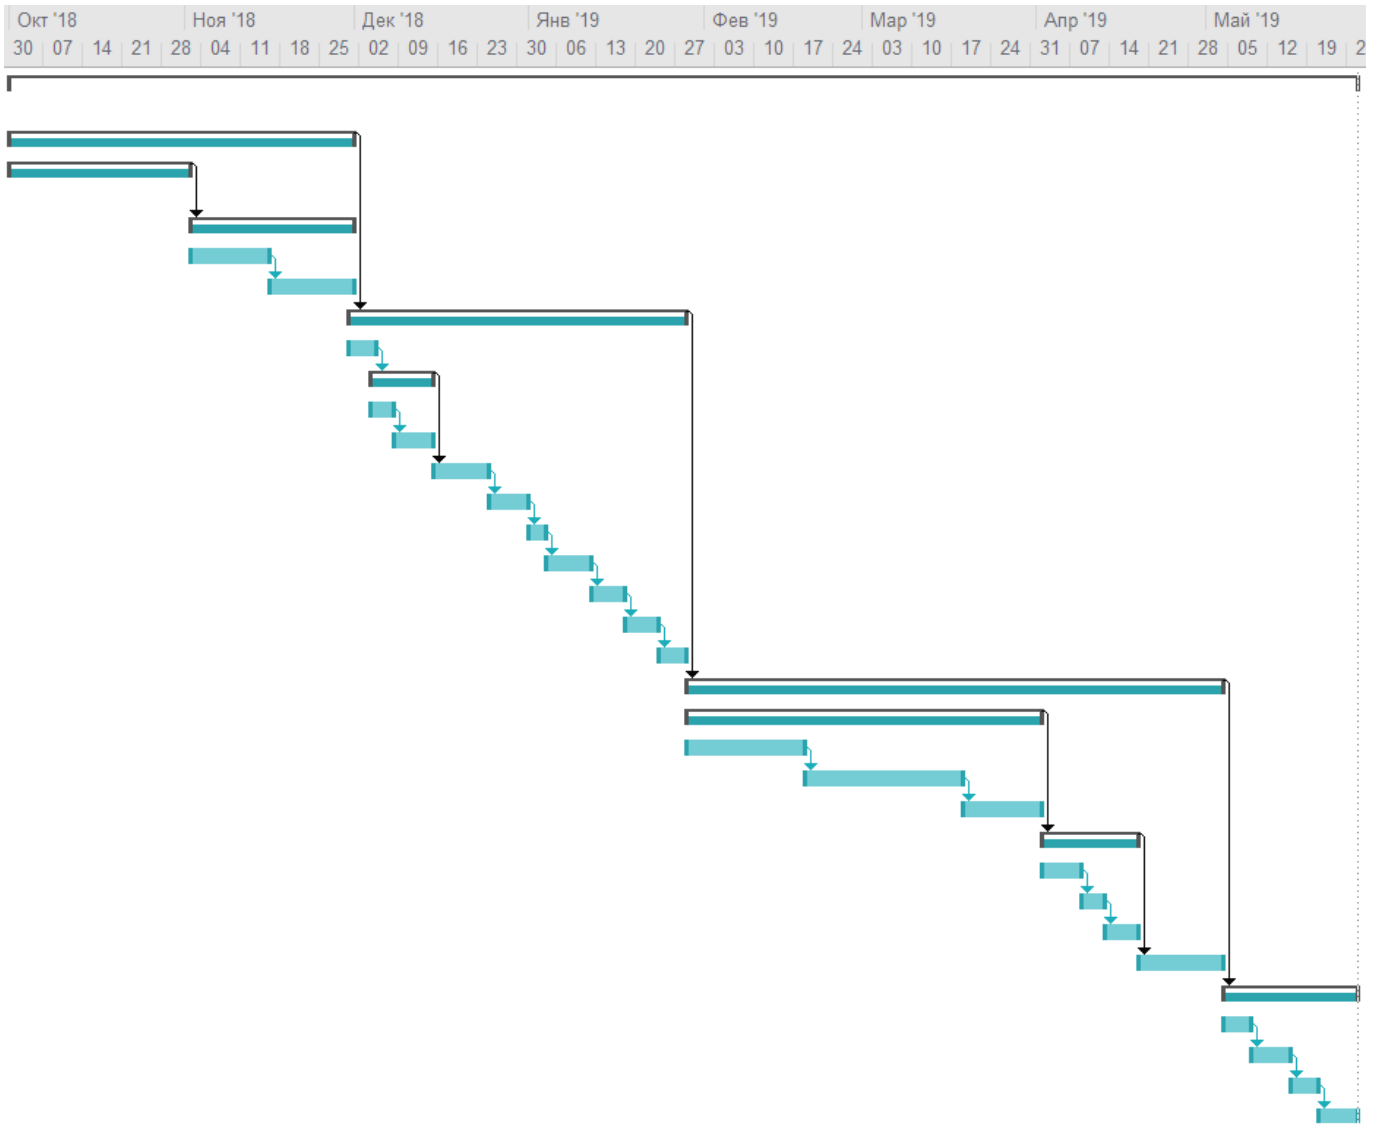 Окт '18 Ноя '18 Дек '18 Янв '19 Фев '19 Мар '19 Апр '19 Май '19
30 07 14 21 28 04 11 18 25 02 09 16 23 30 06 13 20 27 03 10 17 24 03 10 17 24 31 07 14 21 28 05 12 19 2